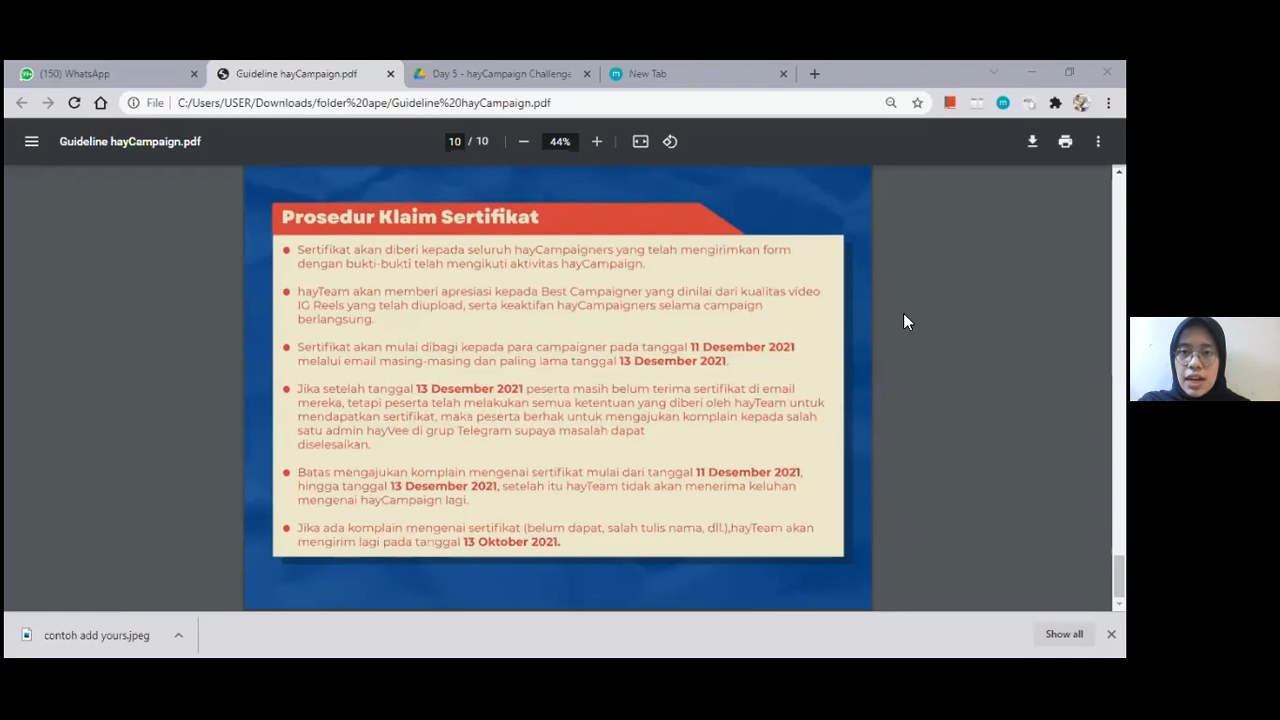 (150) WhatsApp
Guideline hayCampaign.pdf
Day 5 - hayCampaign Challenge
New Tab
File
C:/Users/USER/Downloads/folder%20ape/Guideline%20hayCampaign.pdf
Guideline hayCampaign.pdf
10 / 10
44%
Prosedur Klaim Sertifikat
Sertifikat akan diberi kepada seluruh hayCampaigners yang telah mengirimkan form
dengan bukti-bukti telah mengikuti aktivitas hayCampaign.
hayTeam akan memberi apresiasi kepada Best Campaigner yang dinilai dari kualitas video
IG Reels yang telah diupload, serta keaktifan hayCampaigners selama campaign
berlangsung.
Sertifikat akan mulai dibagi kepada para campaigner pada tanggal 11 Desember 2021
melalui email masing-masing dan paling lama tanggal 13 Desember 2021.
Jika setelah tanggal 13 Desember 2021 peserta masih belum terima sertifikat di email
mereka, tetapi peserta telah melakukan semua ketentuan yang diberi oleh hayTeam untuk
mendapatkan sertifikat, maka peserta berhak untuk mengajukan komplain kepada salah
satu admin hayVee di grup Telegram supaya masalah dapat
diselesaikan.
Batas mengajukan komplain mengenai sertifikat mulai dari tanggal 11 Desember 2021,
hingga tanggal 13 Desember 2021, setelah itu hayTeam tidak akan menerima keluhan
mengenai hayCampaign lagi.
Jika ada komplain mengenai sertifikat (belum dapat, salah tulis nama, dll.),hayTeam akan
mengirim lagi pada tanggal 13 Oktober 2021.
contoh add yours.jpeg
Show all